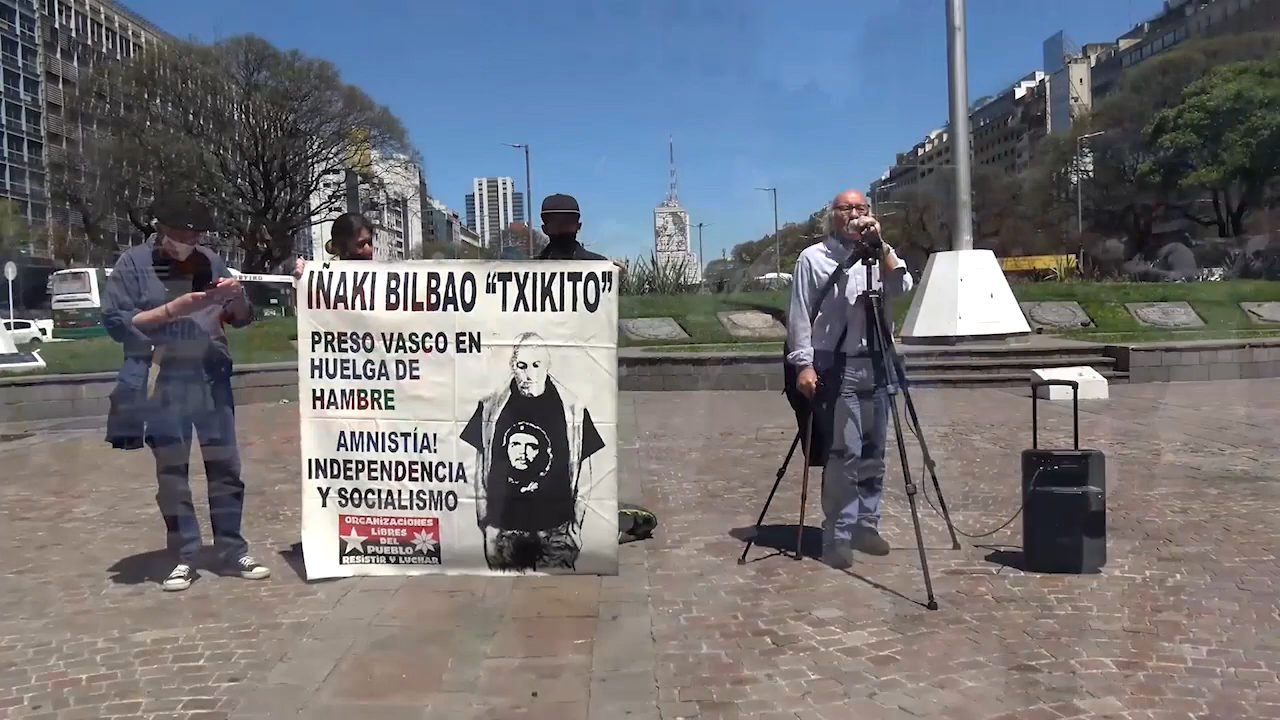 IÑAKI BILBAO “TXIKITO”
PRESO VASCO EN
HUELGA DE
HAMBRE
AMNISTÍA!
INDEPENDENCIA
Y SOCIALISMO
ORGANIZACIONES
LIBRES
DEL
PUEBLO
RESISTIR Y LUCHAR